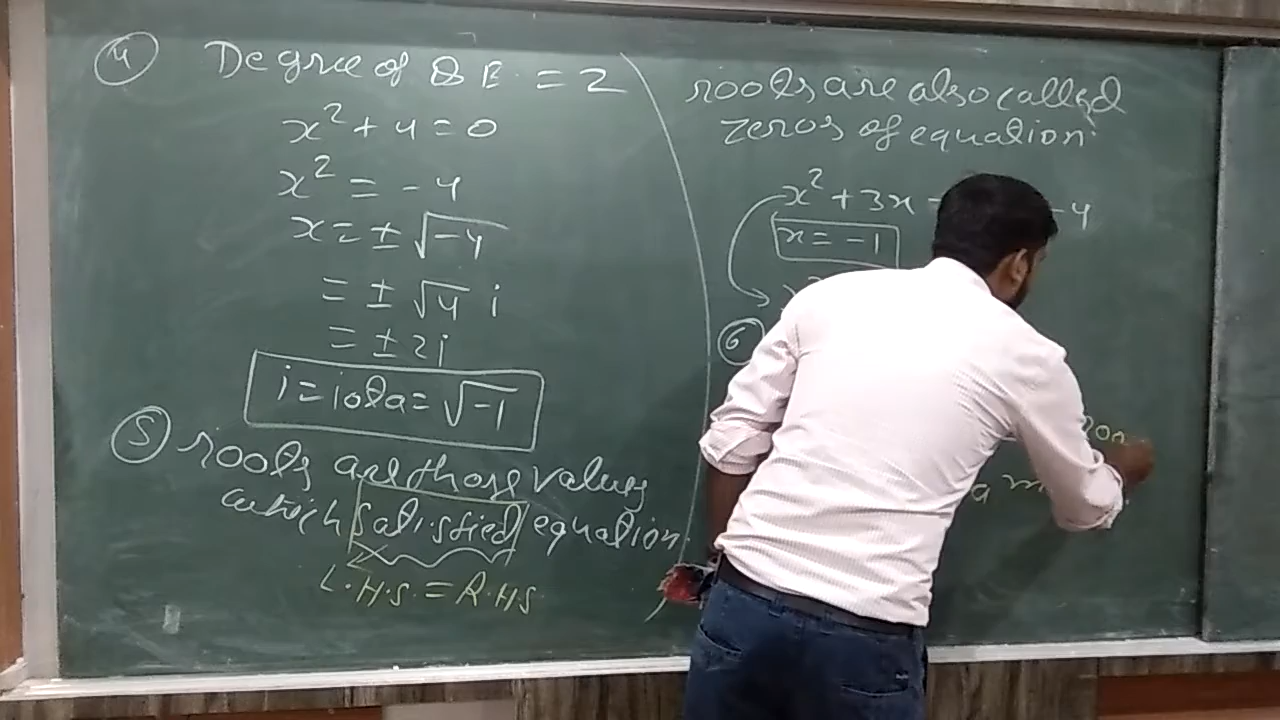 4 Degree of Q E. = 2
x² + 4 = 0
x² = -4
x = ± √-4
= ± √4 i
= ± 2i
i = iota = √-1
5 roots are those values
which satisfied equation
L.H.S. = R.H.S
roots are also called
zeros of equation
x² + 3x - -4
x = -1
6